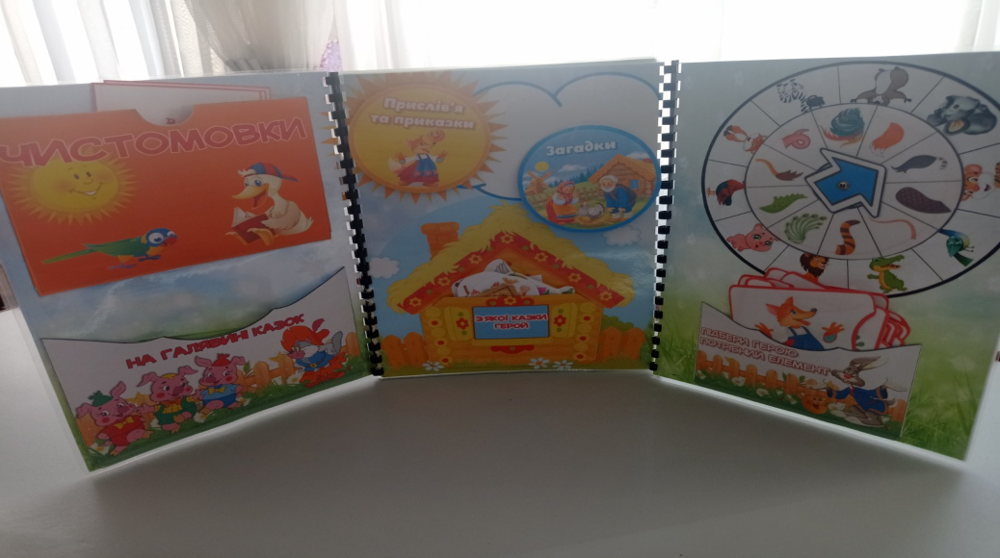 ЧИСТОМОВКИ
НА ГАЛЯВИНІ КАЗОК
Прислів'я
та приказки
Загадки
З ЯКОЇ КАЗКИ
ГЕРОЙ
ПІДБЕРИ ГЕРОЮ
ПОТРІБНИЙ ЕЛЕМЕНТ